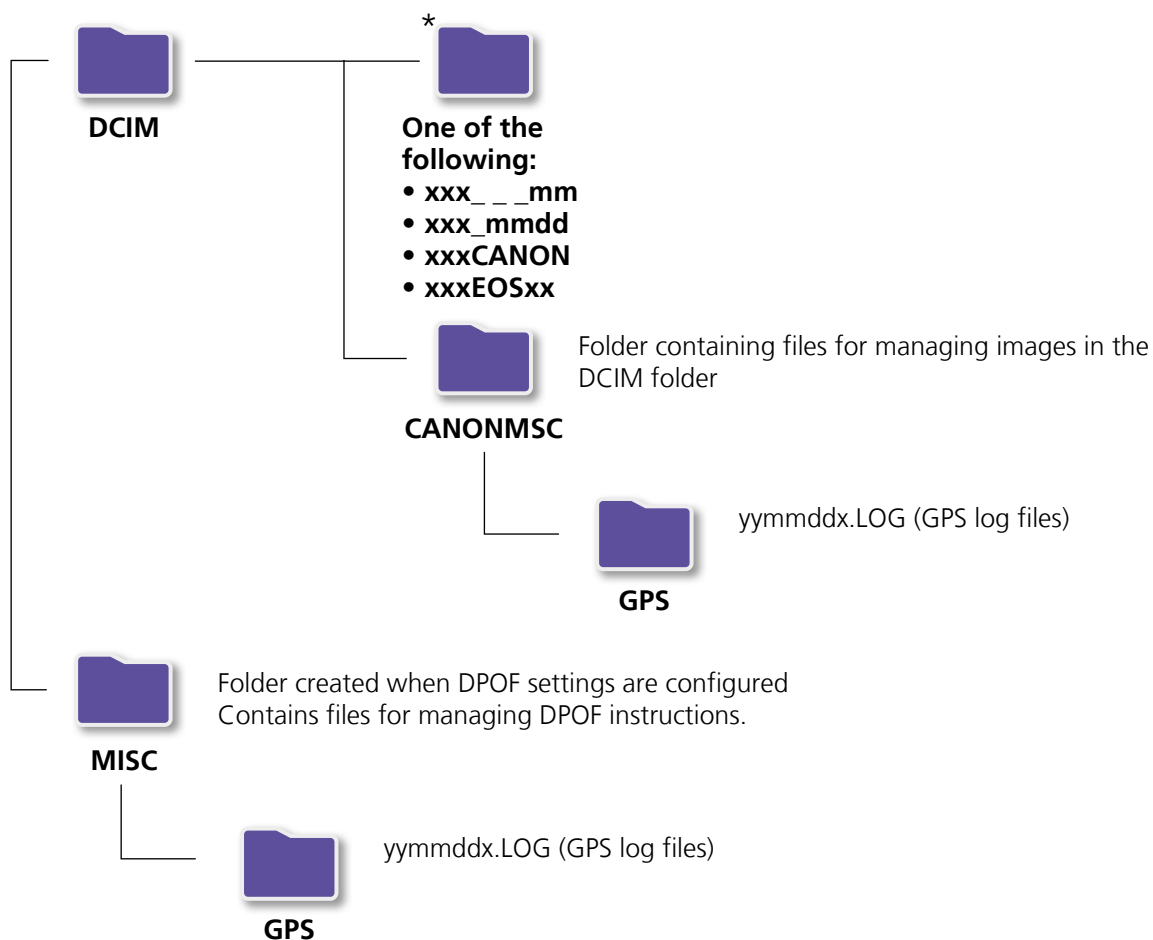 *
DCIM
One of the
following:
• xxx_ _ _mm
• xxx_mmdd
• xxxCANON
• xxxEOSxx
Folder containing files for managing images in the
DCIM folder
CANONMSC
yymmddx.LOG (GPS log files)
GPS
Folder created when DPOF settings are configured
Contains files for managing DPOF instructions.
MISC
yymmddx.LOG (GPS log files)
GPS